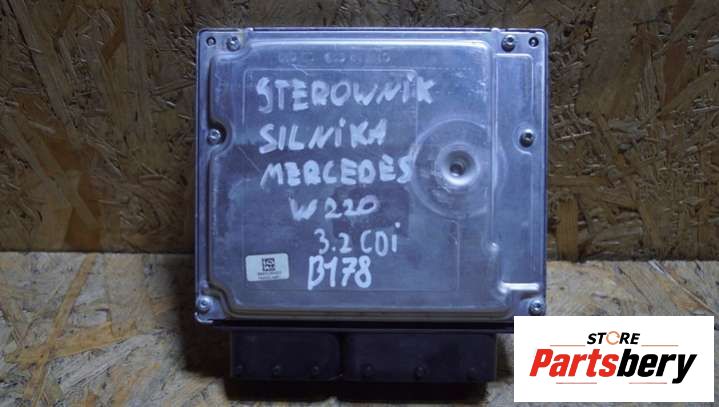 STEROWNIK
SILNIKA
MERCEDES
W220
3.2 CDi
B178
STORE
Partsbery